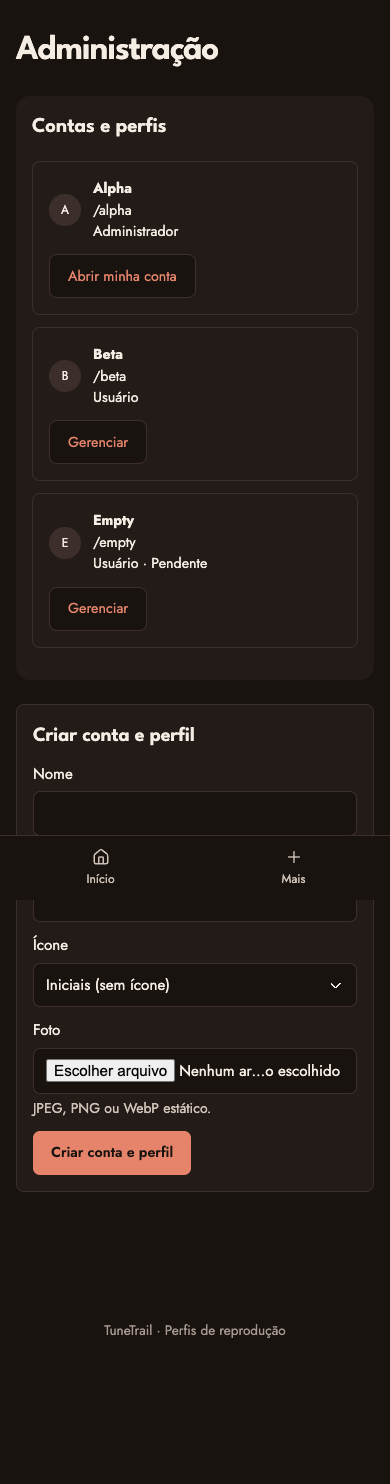 Administração
Contas e perfis
A
Alpha
/alpha
Administrador
Abrir minha conta
B
Beta
/beta
Usuário
Gerenciar
E
Empty
/empty
Usuário · Pendente
Gerenciar
Criar conta e perfil
Nome
Início
Mais
Ícone
Iniciais (sem ícone)
Foto
Escolher arquivo Nenhum ar...o escolhido
JPEG, PNG ou WebP estático.
Criar conta e perfil
TuneTrail · Perfis de reprodução